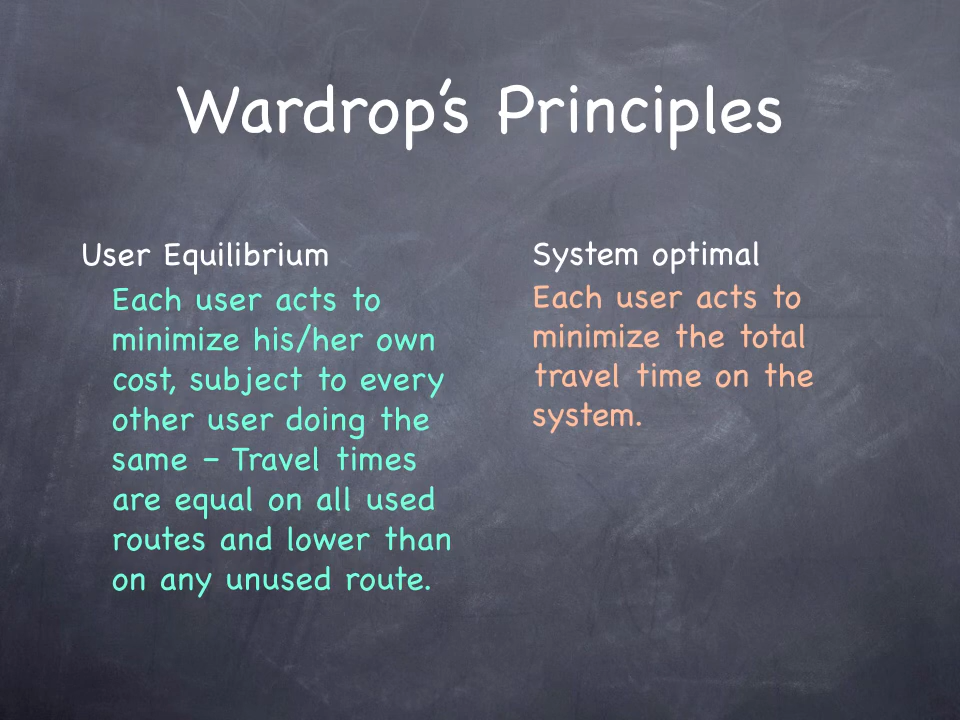 Wardrop's Principles
User Equilibrium
Each user acts to
minimize his/her own
cost, subject to every
other user doing the
same – Travel times
are equal on all used
routes and lower than
on any unused route.
System optimal
Each user acts to
minimize the total
travel time on the
system.